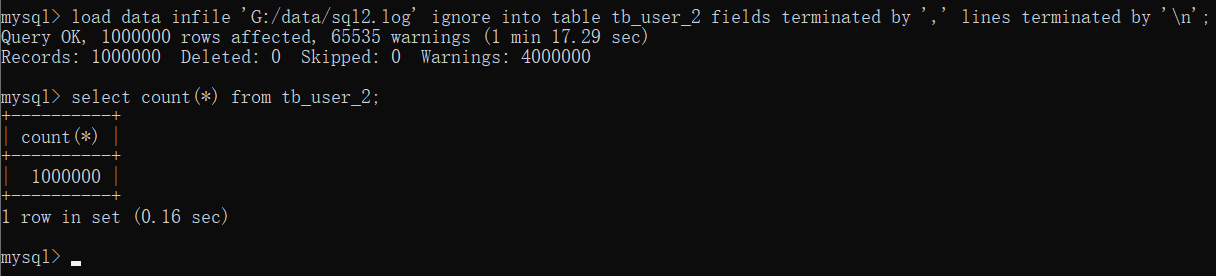 mysql> load data infile 'G:/data/sql2.log' ignore into table tb_user_2 fields terminated by ',' lines terminated by '\n';
Query OK, 1000000 rows affected, 65535 warnings (1 min 17.29 sec)
Records: 1000000  Deleted: 0  Skipped: 0  Warnings: 4000000
mysql> select count(*) from tb_user_2;
+----------+
| count(*) |
+----------+
|  1000000 |
+----------+
1 row in set (0.16 sec)
mysql>